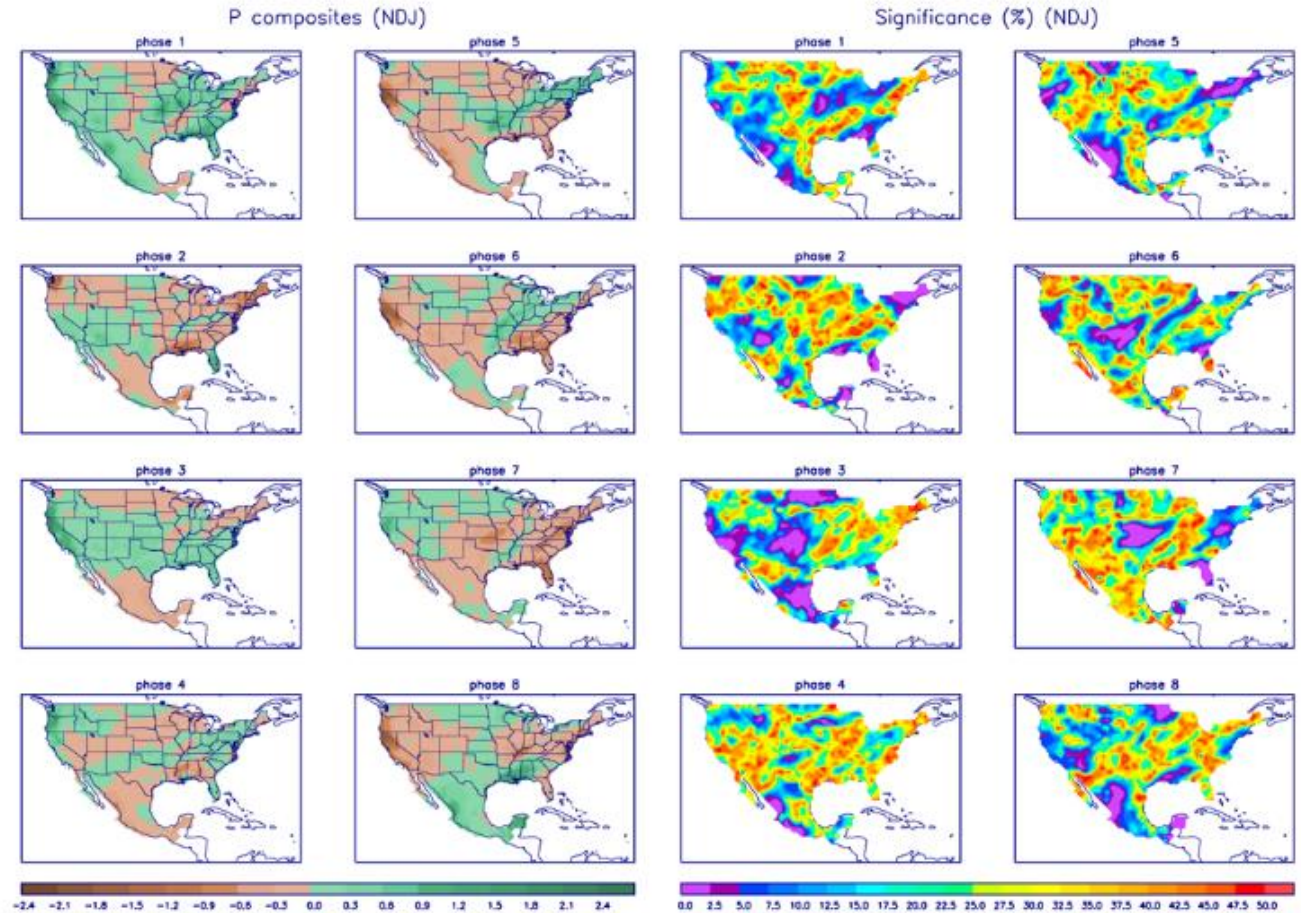 P composites (NDJ)
Significance (%) (NDJ)
phase 1
phase 5
phase 1
phase 5
phase 2
phase 6
phase 2
phase 6
phase 3
phase 7
phase 3
phase 7
phase 4
phase 8
phase 4
phase 8
-2.4 -2.1 -1.8 -1.5 -1.2 -0.9 -0.6 -0.3 0.0 0.3 0.6 0.9 1.2 1.5 1.8 2.1 2.4
0.0 2.5 5.0 7.5 10.0 12.5 15.0 17.5 20.0 22.5 25.0 27.5 30.0 32.5 35.0 37.5 40.0 42.5 45.0 47.5 50.0